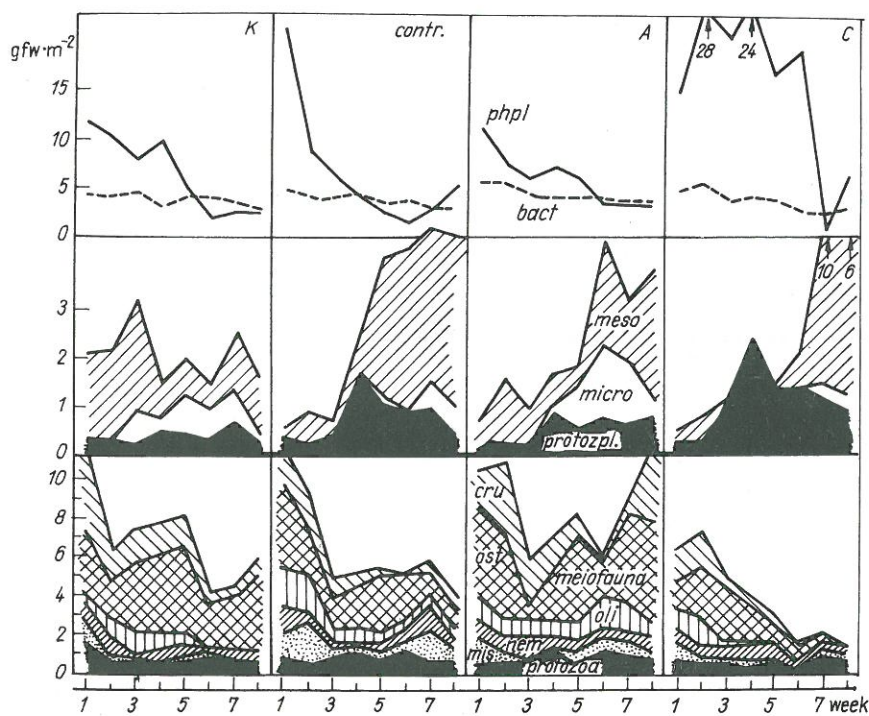 K contr. A C
gfw·m-2
28 24
15
phpl
10
5
bact
0
10 6
3
meso
2
micro
1
protozpl.
0
10
cru
8
ost
6
meiofauna
4
oli
2
nem
mi
0
protozoa
1 3 5 7 1 3 5 7 1 3 5 7 1 3 5 7 week